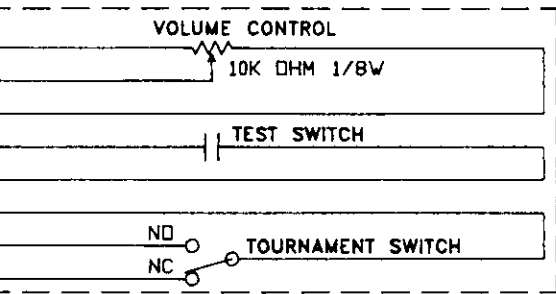 VOLUME CONTROL
10K OHM 1/8W
TEST SWITCH
NO
TOURNAMENT SWITCH
NC